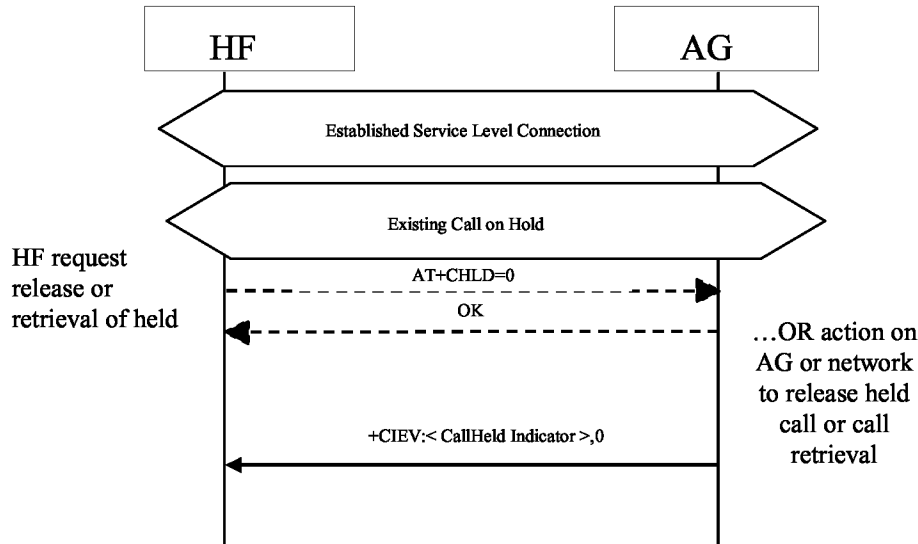 HF
AG
Established Service Level Connection
Existing Call on Hold
HF request
release or
retrieval of held
AT+CHLD=0
OK
…OR action on
AG or network
to release held
call or call
retrieval
+CIEV:< CallHeld Indicator >,0